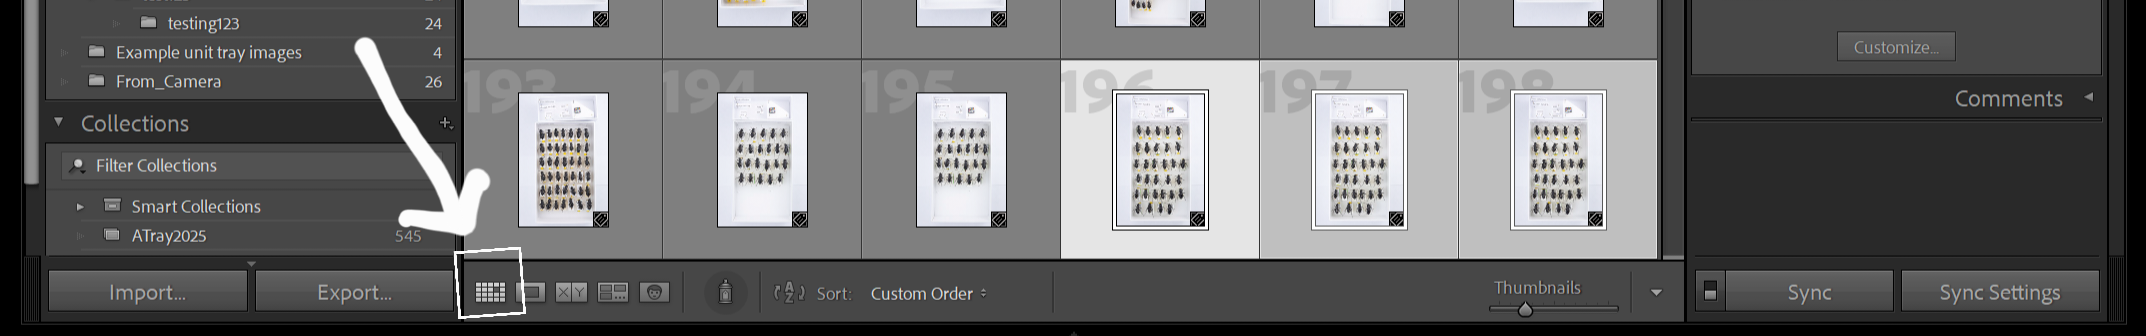 testing123 24
Example unit tray images 4
From_Camera 26
Collections
Filter Collections
Smart Collections
ATray2025 545
Import...
Export...
193 194 195 196 197 198
XY
Sort: Custom Order
Thumbnails
Customize...
Comments
Sync
Sync Settings